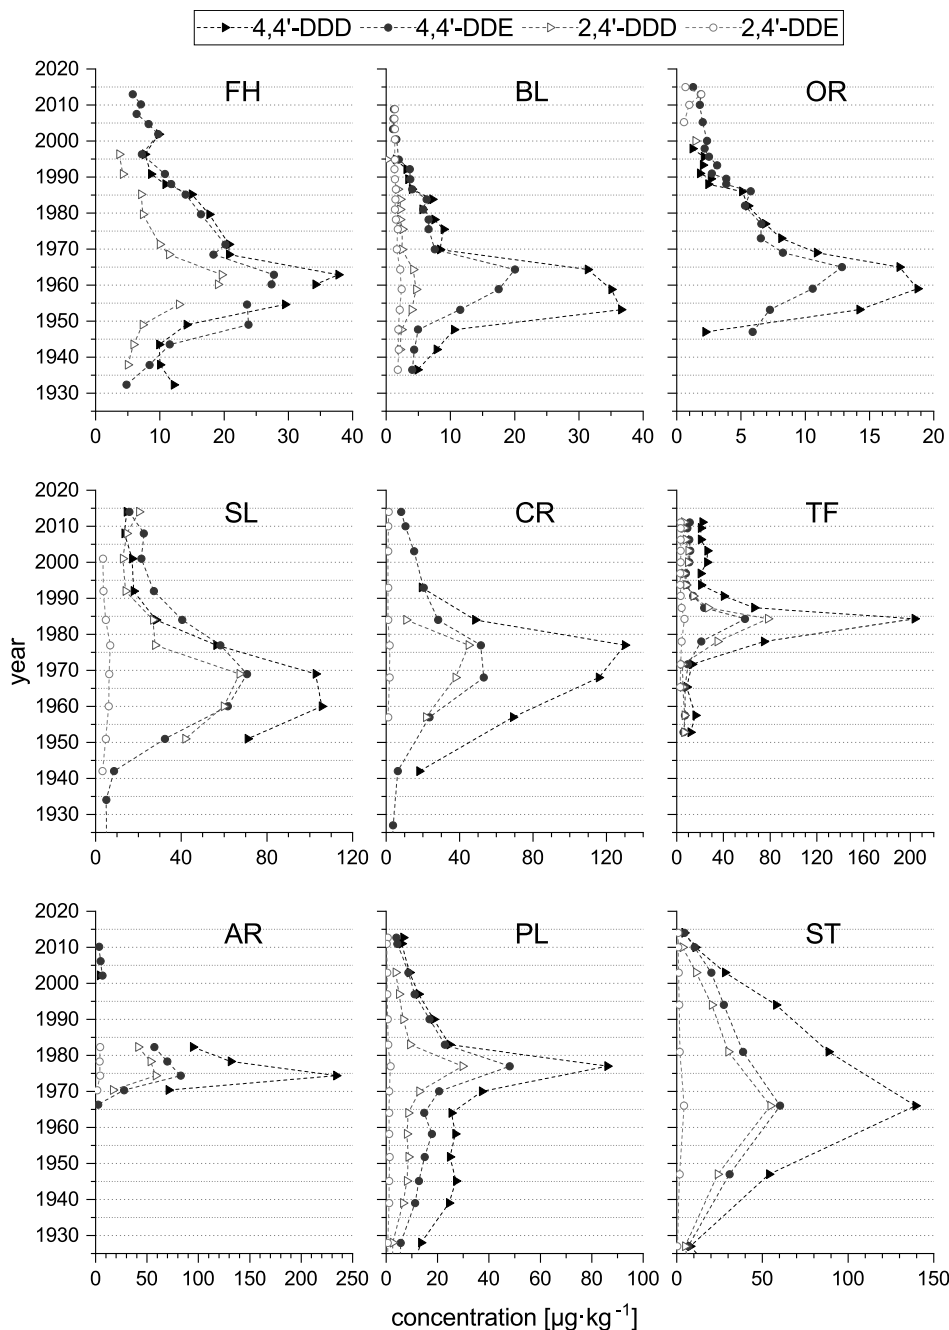 4,4'-DDD 4,4'-DDE 2,4'-DDD 2,4'-DDE
2020
2010
2000
1990
1980
1970
1960
1950
1940
1930
FH
BL
OR
0 10 20 30 40
0 10 20 30 40
0 5 10 15 20
2020
2010
2000
1990
1980
1970
1960
1950
1940
1930
year
SL
CR
TF
0 40 80 120
0 40 80 120
0 40 80 120 160 200
2020
2010
2000
1990
1980
1970
1960
1950
1940
1930
AR
PL
ST
0 50 100 150 200 250
0 20 40 60 80 100
0 50 100 150
concentration [µg·kg⁻¹]